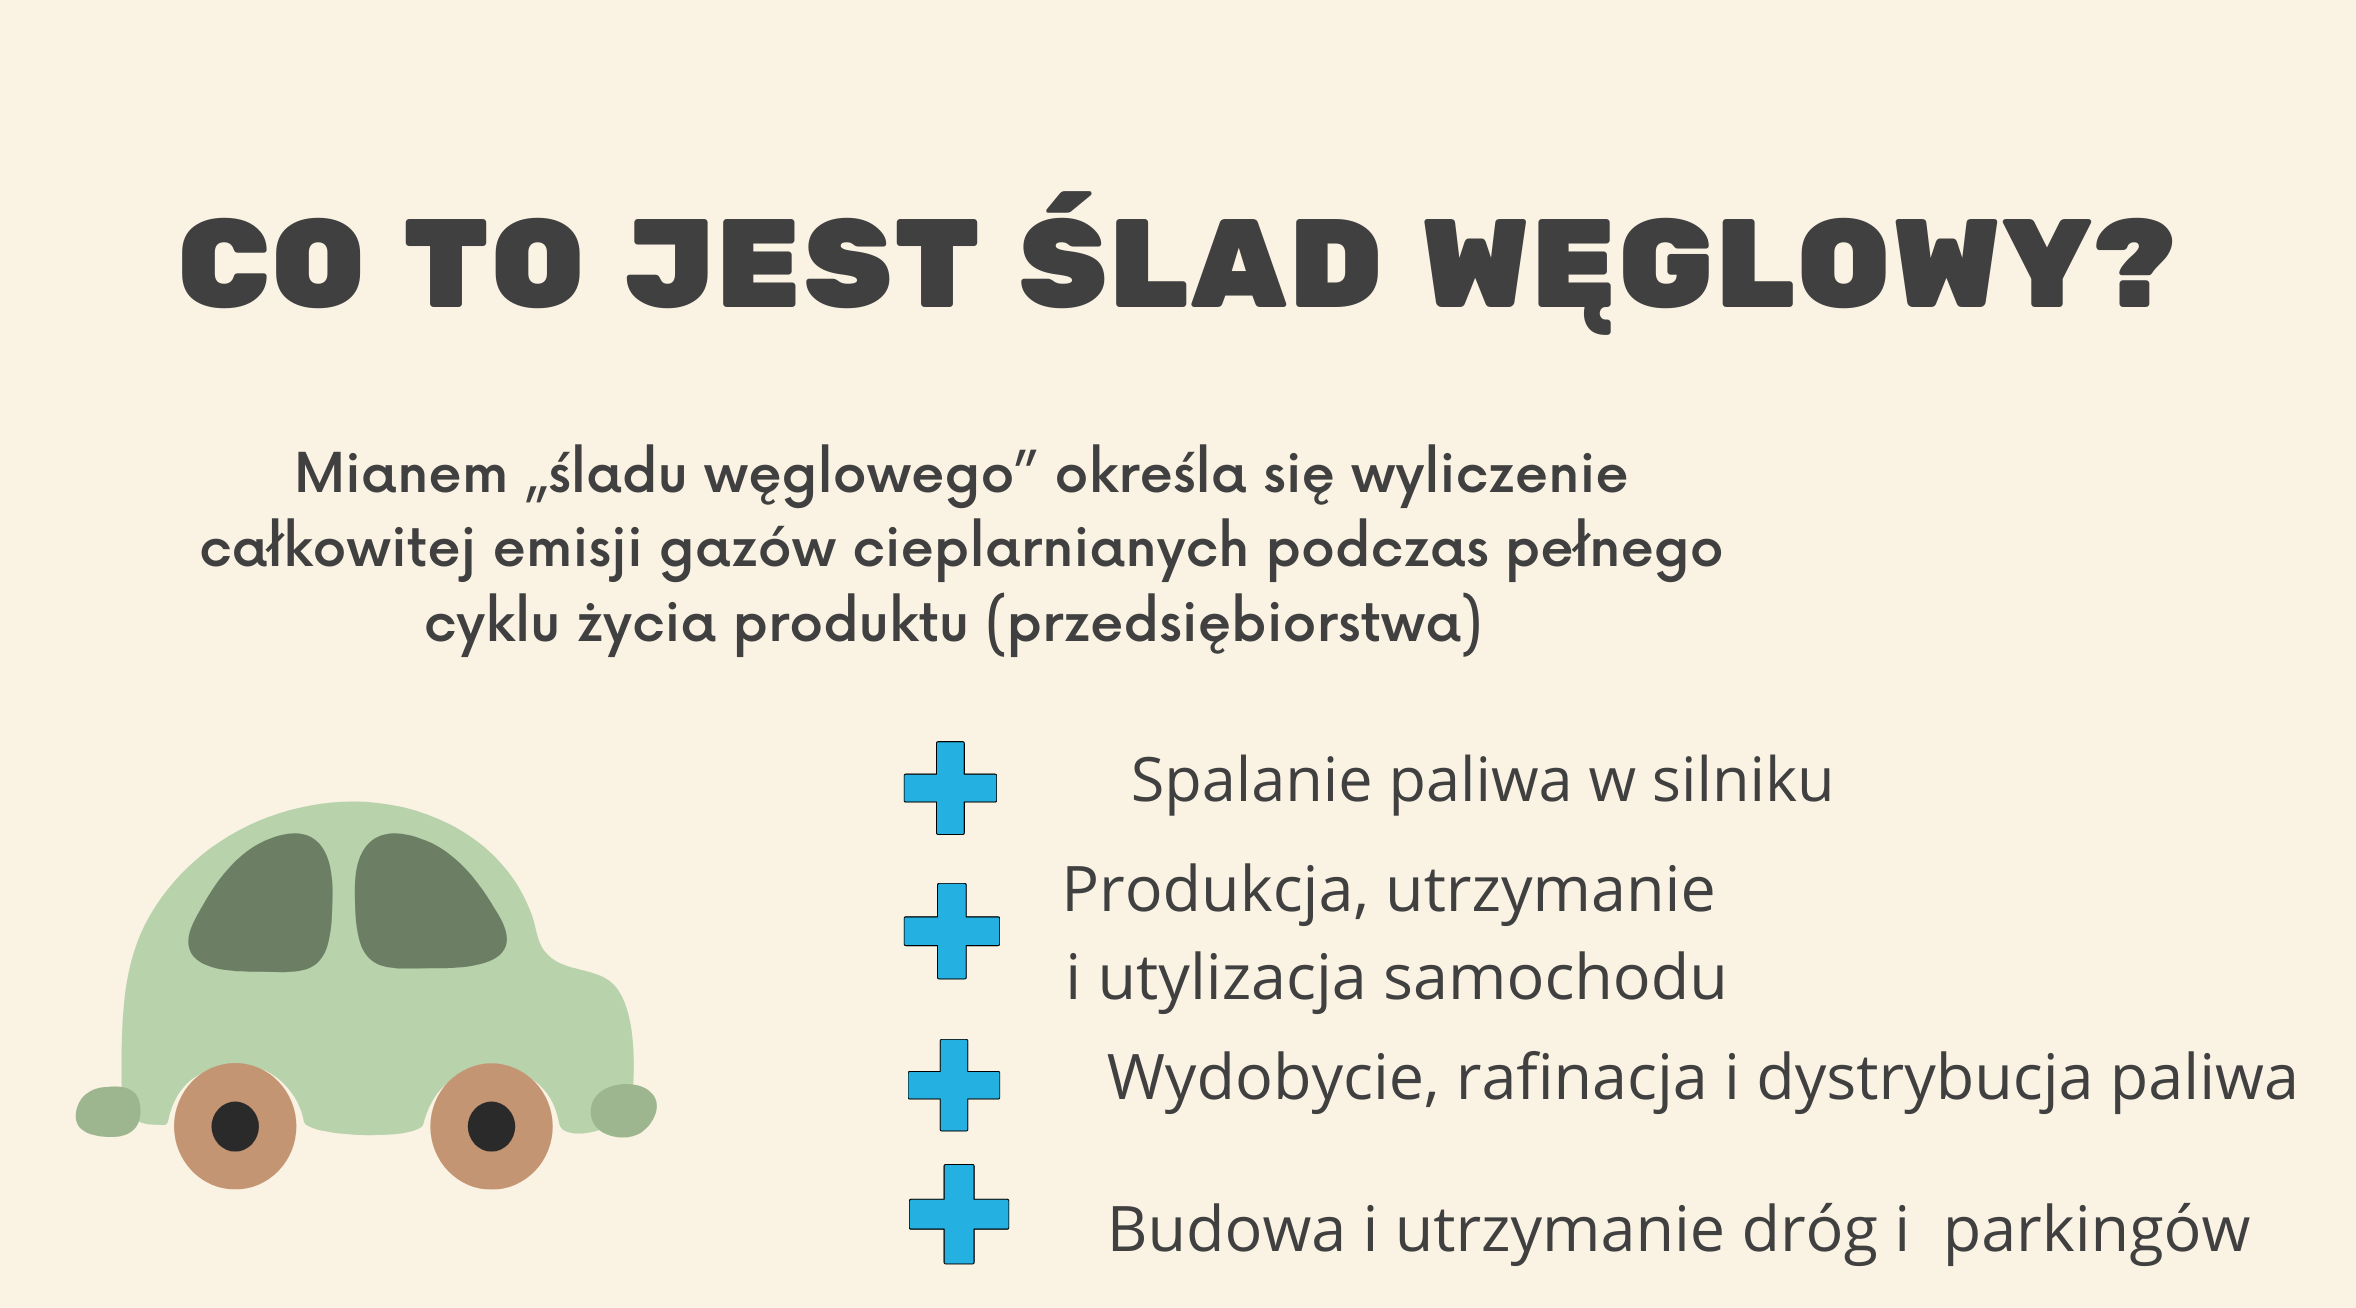 CO TO JEST ŚLAD WĘGLOWY?
Mianem „śladu węglowego” określa się wyliczenie
całkowitej emisji gazów cieplarnianych podczas pełnego
cyklu życia produktu (przedsiębiorstwa)
Spalanie paliwa w silniku
Produkcja, utrzymanie
i utylizacja samochodu
Wydobycie, rafinacja i dystrybucja paliwa
Budowa i utrzymanie dróg i  parkingów